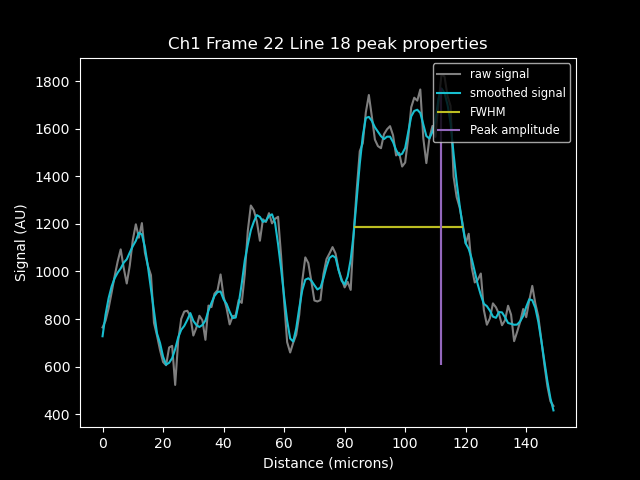 Ch1 Frame 22 Line 18 peak properties
raw signal
smoothed signal
FWHM
Peak amplitude
1800
1600
1400
1200
1000
800
600
400
Signal (AU)
0 20 40 60 80 100 120 140
Distance (microns)